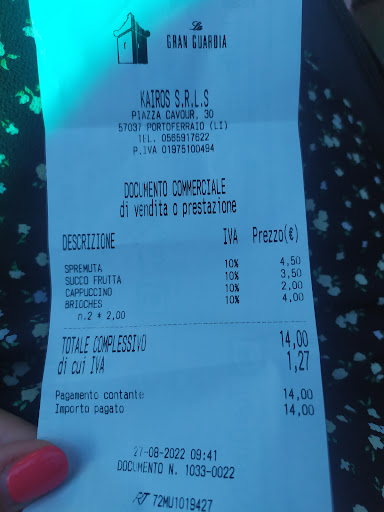 La
GRAN GUARDIA
KAIROS S.R.L.S
PIAZZA CAVOUR, 30
57037 PORTOFERRAIO (LI)
TEL. 0565917622
P.IVA 01975100494
DOCUMENTO COMMERCIALE
di vendita o prestazione
DESCRIZIONE IVA Prezzo(€)
SPREMUTA 10% 4,50
SUCCO FRUTTA 10% 3,50
CAPPUCCINO 10% 2,00
BRIOCHES 10% 4,00
n.2 * 2,00
TOTALE COMPLESSIVO 14,00
di cui IVA 1,27
Pagamento contante 14,00
Importo pagato 14,00
27-08-2022 09:41
DOCUMENTO N. 1033-0022
RT 72MU1019427